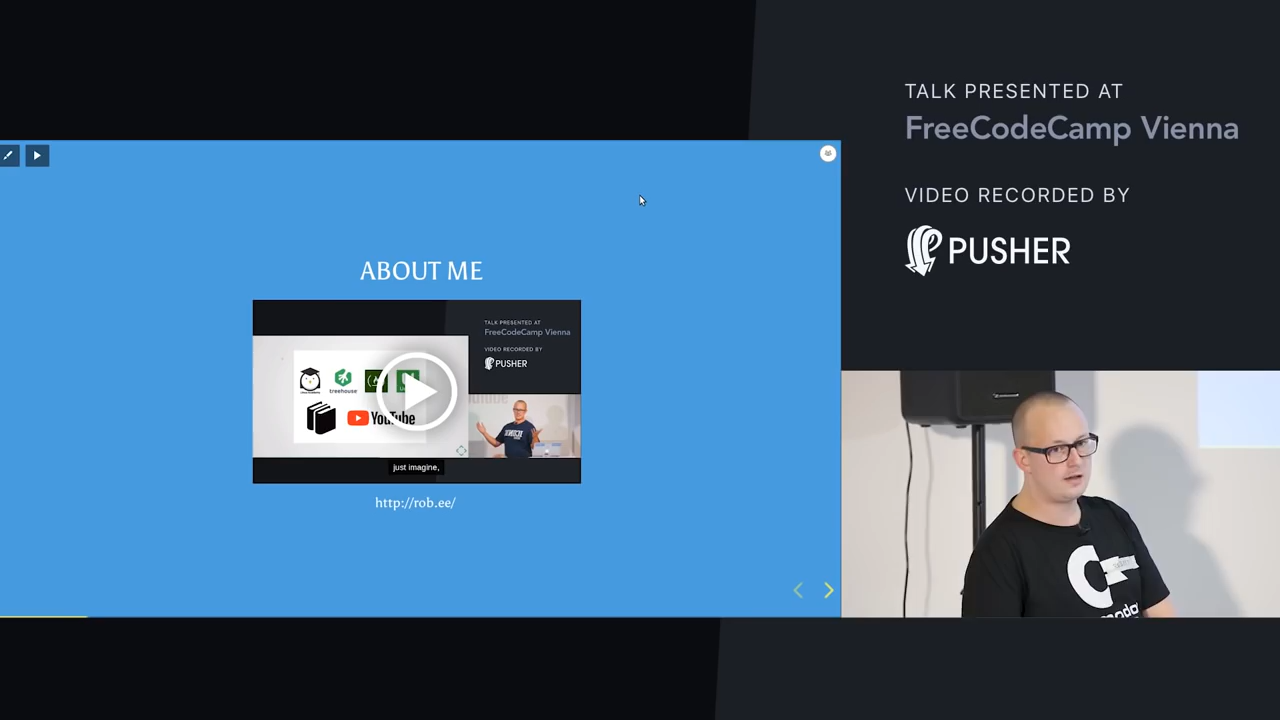 TALK PRESENTED AT
FreeCodeCamp Vienna
VIDEO RECORDED BY
PUSHER
ABOUT ME
TALK PRESENTED AT
FreeCodeCamp Vienna
VIDEO RECORDED BY
PUSHER
treehouse
YouTube
just imagine,
http://rob.ee/